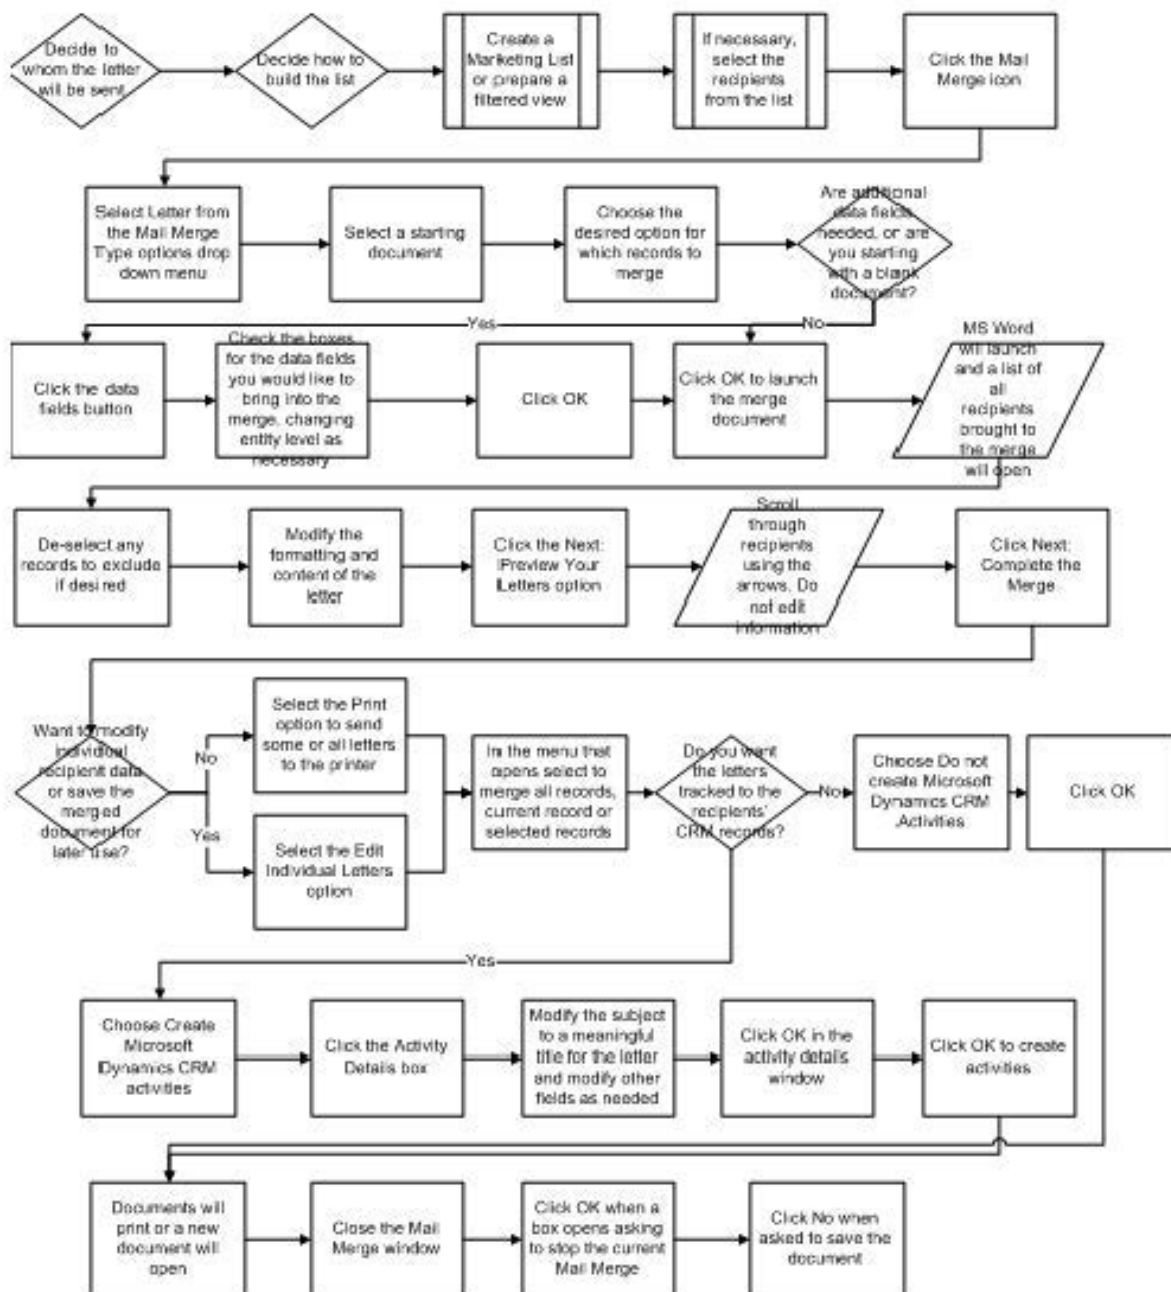 Decide to
whom the letter
will be sent
Decide how to
build the list
Create a
Marketing List
or prepare a
filtered view
If necessary,
select the
recipients
from the list
Click the Mail
Merge icon
Select Letter from
the Mail Merge
Type options drop
down menu
Select a starting
document
Choose the
desired option for
which records to
merge
Are additional
data fields
needed, or are
you starting
with a blank
document?
Yes
No
Click the data
fields button
Check the boxes
for the data fields
you would like to
bring into the
merge, changing
entity level as
necessary
Click OK
Click OK to launch
the merge
document
MS Word
will launch
and a list of
all
recipients
brought to
the merge
will open
De-select any
records to exclude
if desired
Modify the
formatting and
content of the
letter
Click the Next:
Preview Your
Letters option
Scroll
through
recipients
using the
arrows. Do
not edit
information
Click Next:
Complete the
Merge
Want to modify
individual
recipient data
or save the
merged
document for
later use?
No
Yes
Select the Print
option to send
some or all letters
to the printer
Select the Edit
Individual Letters
option
In the menu that
opens select to
merge all records,
current record or
selected records
Do you want
the letters
tracked to the
recipients'
CRM records?
No
Choose Do not
create Microsoft
Dynamics CRM
Activities
Click OK
Yes
Choose Create
Microsoft
Dynamics CRM
activities
Click the Activity
Details box
Modify the subject
to a meaningful
title for the letter
and modify other
fields as needed
Click OK in the
activity details
window
Click OK to create
activities
Documents will
print or a new
document will
open
Close the Mail
Merge window
Click OK when a
box opens asking
to stop the current
Mail Merge
Click No when
asked to save the
document